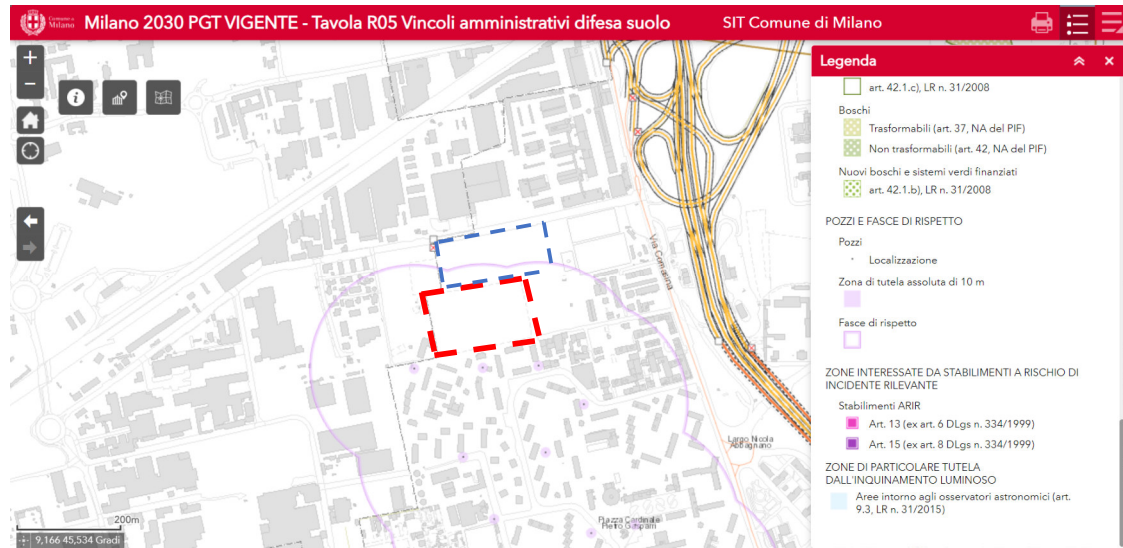 Comune di
Milano
Milano 2030 PGT VIGENTE - Tavola R05 Vincoli amministrativi difesa suolo
SIT Comune di Milano
+
−
i
Via Comasina
Largo Nicola
Abbagnano
Piazza Cardinale
Pietro Gasparri
200m
9,166 45,534 Gradi
Legenda
art. 42.1.c), LR n. 31/2008
Boschi
Trasformabili (art. 37, NA del PIF)
Non trasformabili (art. 42, NA del PIF)
Nuovi boschi e sistemi verdi finanziati
art. 42.1.b), LR n. 31/2008
POZZI E FASCE DI RISPETTO
Pozzi
Localizzazione
Zona di tutela assoluta di 10 m
Fasce di rispetto
ZONE INTERESSATE DA STABILIMENTI A RISCHIO DI
INCIDENTE RILEVANTE
Stabilimenti ARIR
Art. 13 (ex art. 6 DLgs n. 334/1999)
Art. 15 (ex art. 8 DLgs n. 334/1999)
ZONE DI PARTICOLARE TUTELA
DALL'INQUINAMENTO LUMINOSO
Aree intorno agli osservatori astronomici (art.
9.3, LR n. 31/2015)